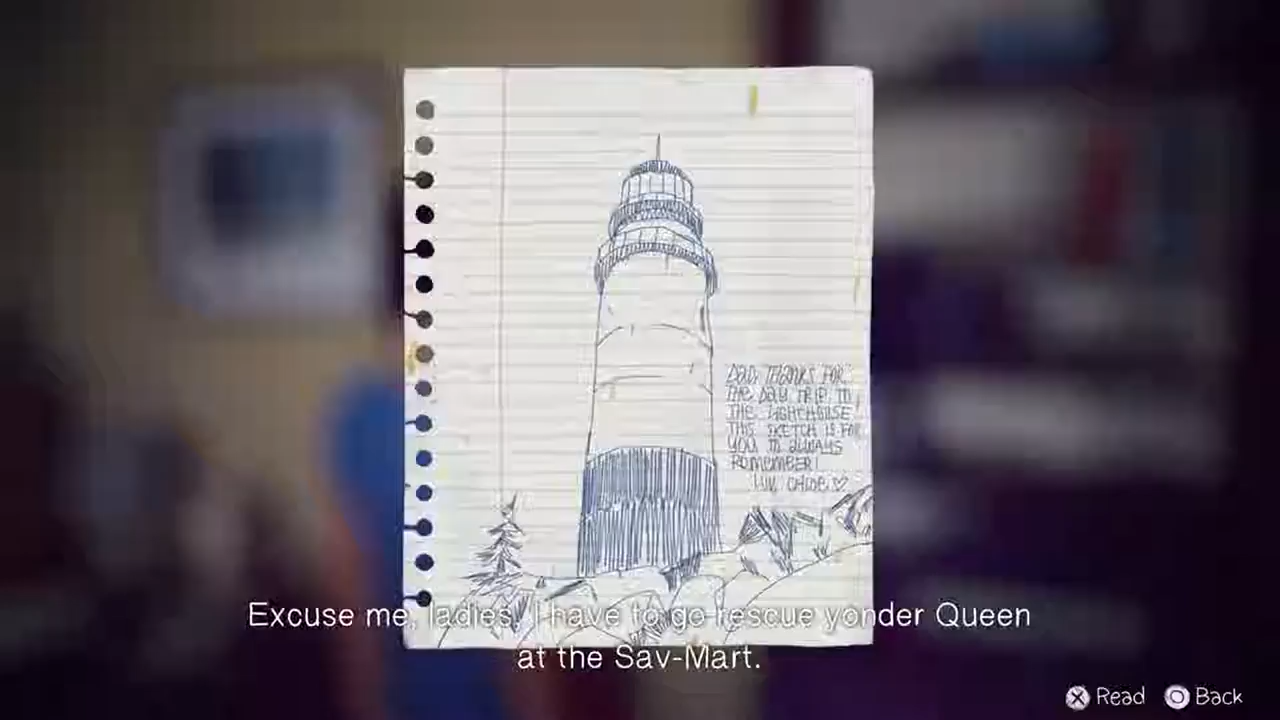 DAD, THANKS FOR
THE DAY TRIP TO
THE LIGHTHOUSE!
THIS SKETCH IS FOR
YOU TO ALWAYS
REMEMBER!
LUV, CHLOE ♡
Excuse me, ladies. I have to go rescue yonder Queen
at the Sav-Mart.
Read Back